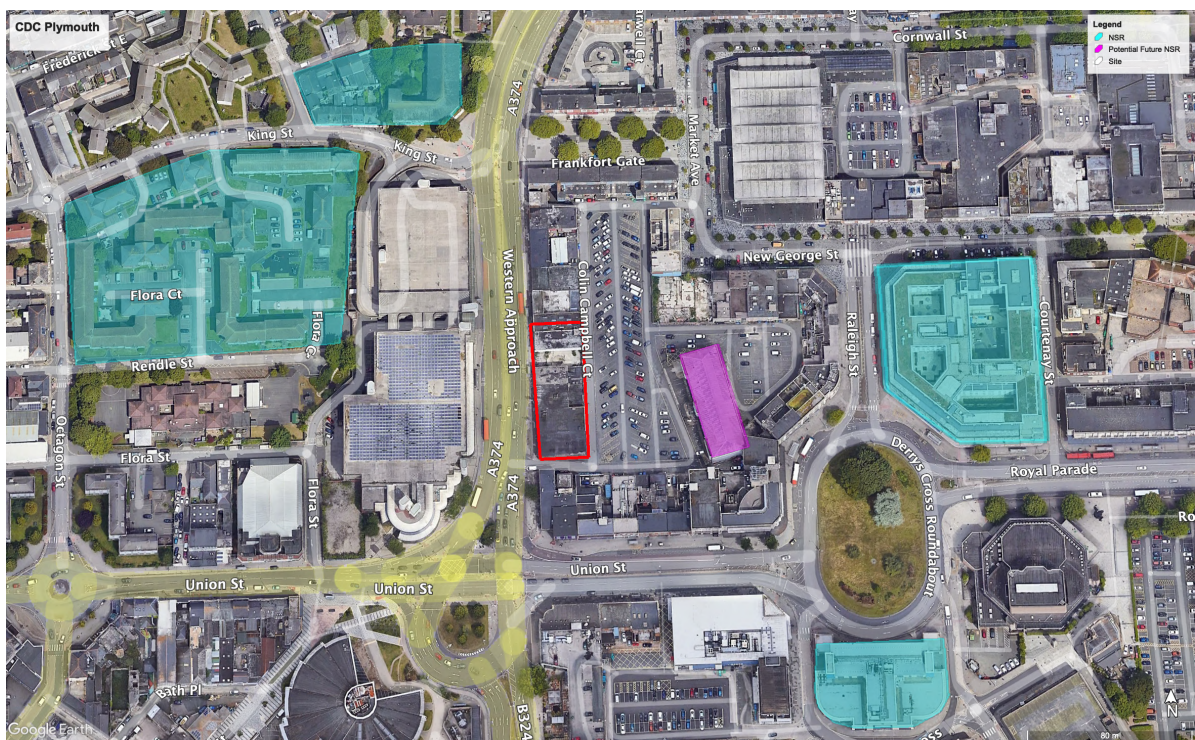 CDC Plymouth
Legend
NSR
Potential Future NSR
Site
Frederick St E
Cornwall St
A374
King St
King St
Market Ave
Frankfort Gate
New George St
Western Approach
Colin Campbell Ct
Flora Ct
Raleigh St
Courtenay St
Rendle St
Octagon St
Flora St
Flora St
A374
A374
Derrys Cross Roundabout
Royal Parade
Union St
Union St
Union St
Bath Pl
B324
Google Earth
80 m
N